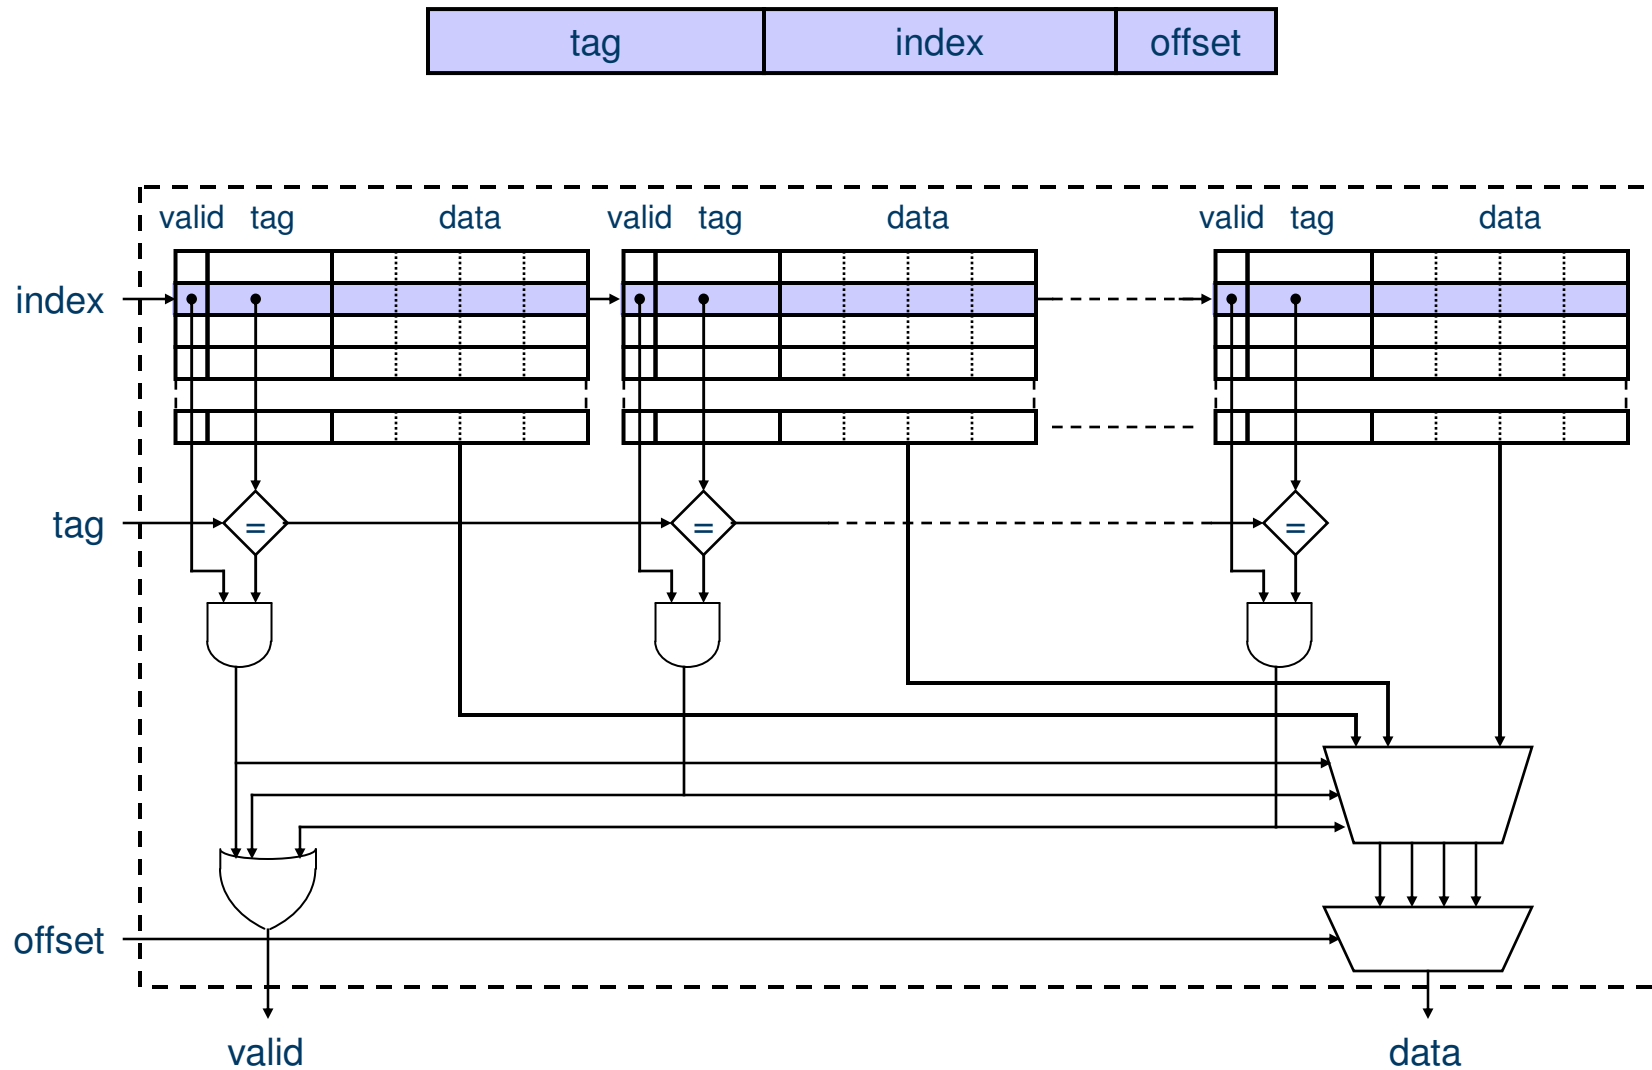 tag index offset
valid tag data valid tag data valid tag data
index
tag = = =
offset
valid data